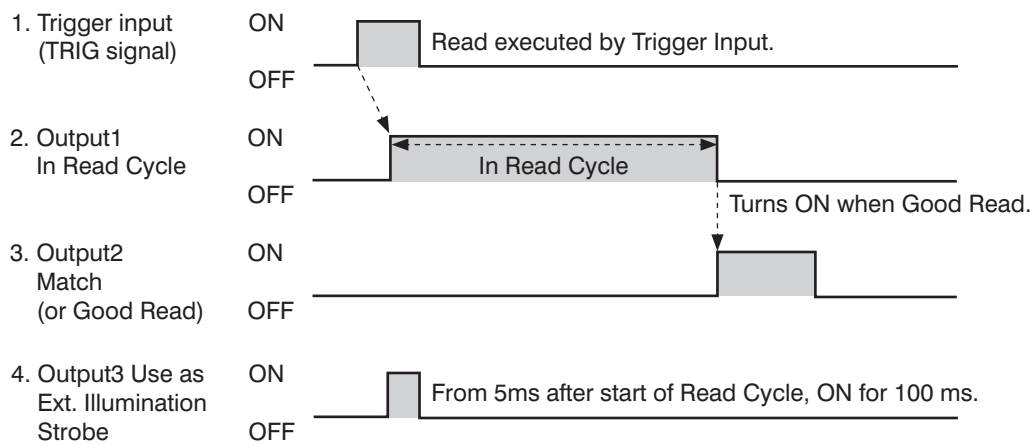 1. Trigger input
(TRIG signal)
ON
OFF
Read executed by Trigger Input.
2. Output1
In Read Cycle
ON
OFF
In Read Cycle
Turns ON when Good Read.
3. Output2
Match
(or Good Read)
ON
OFF
4. Output3 Use as
Ext. Illumination
Strobe
ON
OFF
From 5ms after start of Read Cycle, ON for 100 ms.